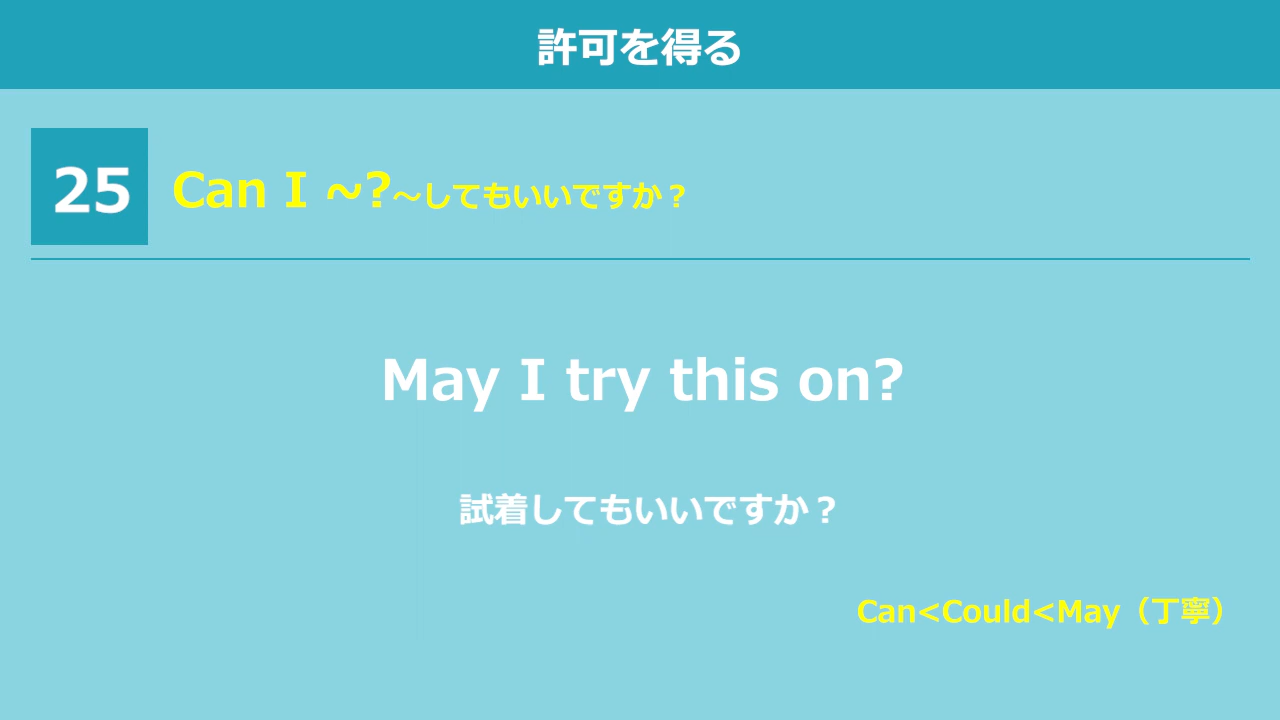 許可を得る
25
Can I ~?～してもいいですか？
May I try this on?
試着してもいいですか？
Can<Could<May（丁寧）